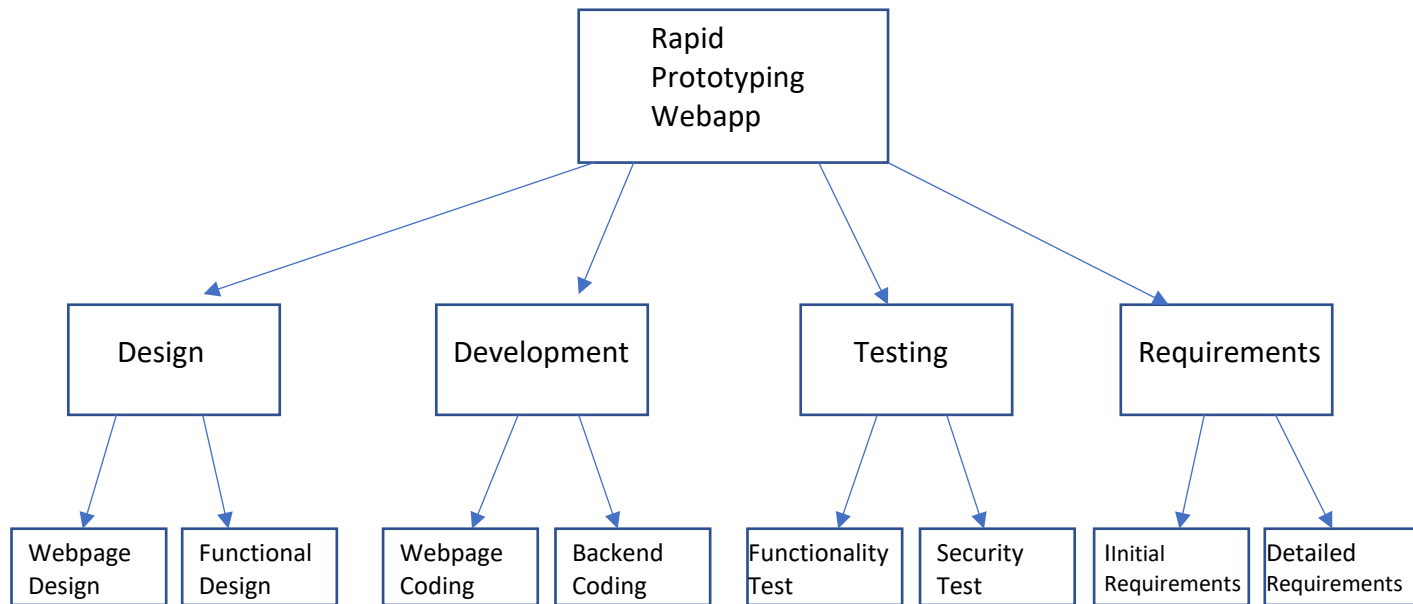 Rapid
Prototyping
Webapp
Design
Development
Testing
Requirements
Webpage
Design
Functional
Design
Webpage
Coding
Backend
Coding
Functionality
Test
Security
Test
IInitial
Requirements
Detailed
Requirements